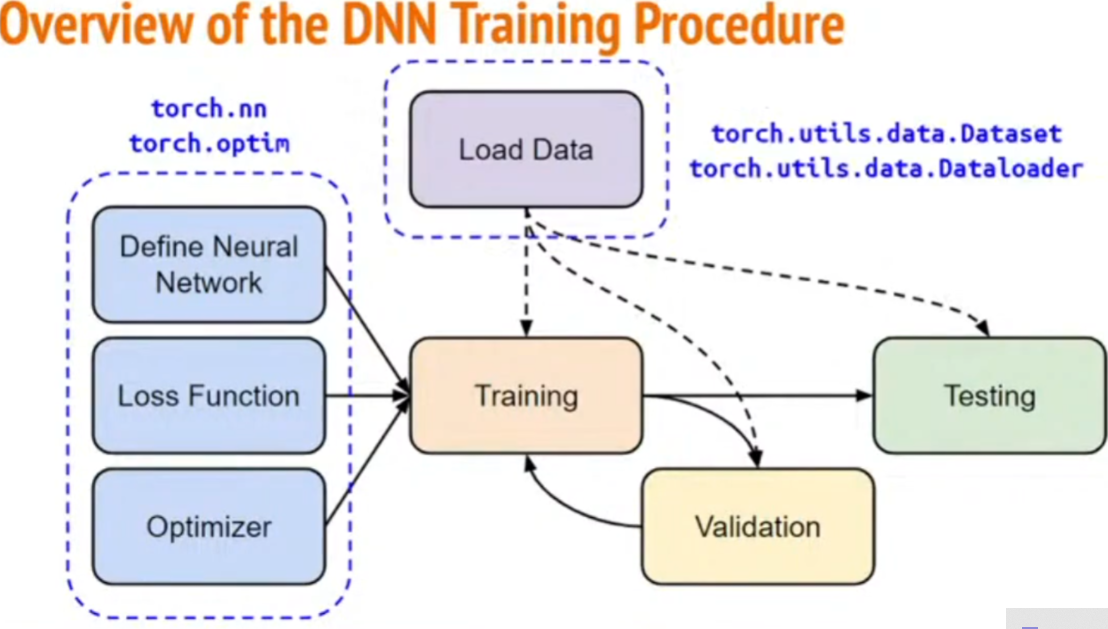 Overview of the DNN Training Procedure
torch.nn
torch.optim
Load Data
torch.utils.data.Dataset
torch.utils.data.Dataloader
Define Neural
Network
Loss Function
Optimizer
Training
Testing
Validation